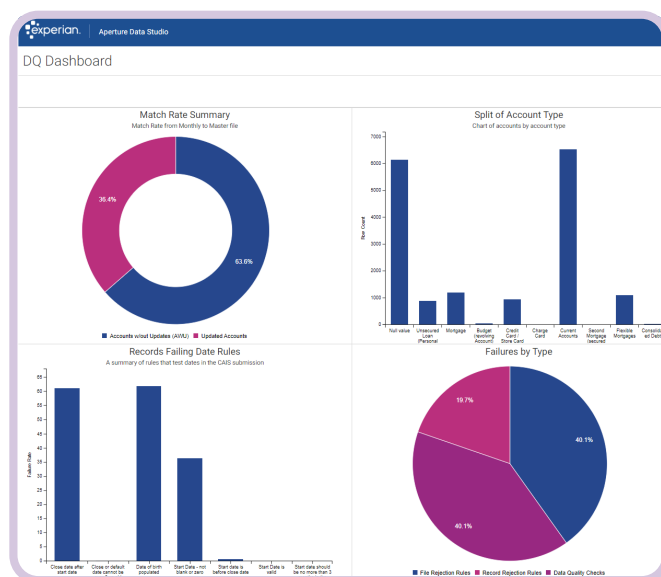 experian.
Aperture Data Studio
DQ Dashboard
Match Rate Summary
Match Rate from Monthly to Master file
36.4%
63.6%
Accounts w/out Updates (AWU) Updated Accounts
Split of Account Type
Chart of accounts by account type
7000
6000
5000
4000
3000
2000
1000
0
Row Count
Null value
Unsecured
Loan
(Personal
Mortgage
Budget
(revolving
Account)
Credit
Card /
Store Card
Charge
Card
Current
Accounts
Second
Mortgage
(secured
Flexible
Mortgages
Consolidat
ed Debt
Records Failing Date Rules
A summary of rules that test dates in the CAIS submission
65
60
55
50
45
40
35
30
25
20
15
10
5
0
Failure Rate
Close date after
start date
Close or default
date cannot be
Date of birth
populated
Start Date - not
blank or zero
Start date is
before close date
Start Date is
valid
Start date should
be no more than 3
Failures by Type
19.7%
40.1%
40.1%
File Rejection Rules Record Rejection Rules Data Quality Checks